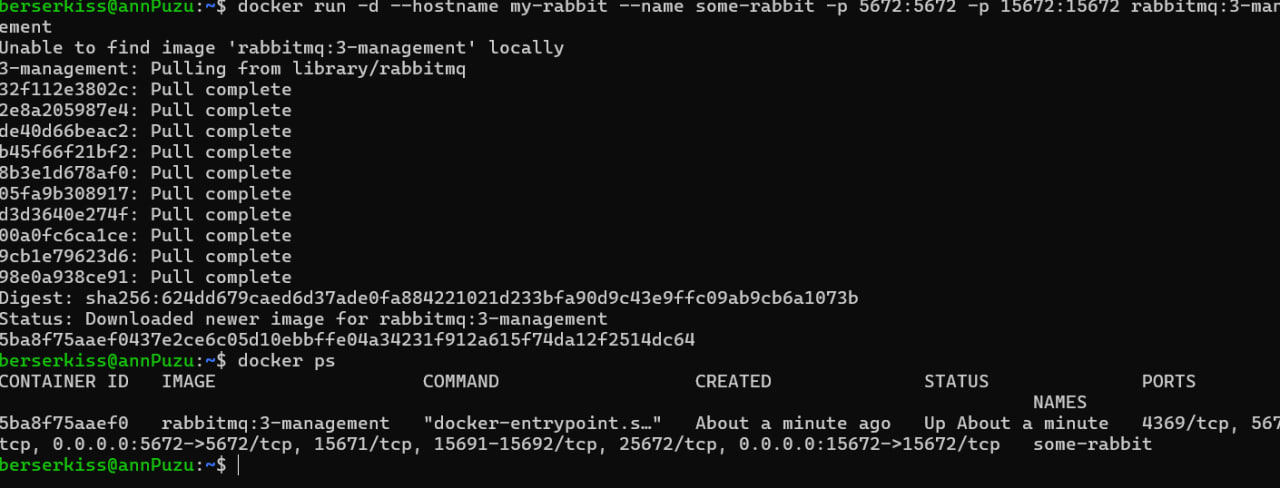 berserkiss@annPuzu:~$ docker run -d --hostname my-rabbit --name some-rabbit -p 5672:5672 -p 15672:15672 rabbitmq:3-man
ement
Unable to find image 'rabbitmq:3-management' locally
3-management: Pulling from library/rabbitmq
32f112e3802c: Pull complete
2e8a205987e4: Pull complete
de40d66beac2: Pull complete
b45f66f21bf2: Pull complete
8b3e1d678af0: Pull complete
05fa9b308917: Pull complete
d3d3640e274f: Pull complete
00a0fc6ca1ce: Pull complete
9cb1e79623d6: Pull complete
98e0a938ce91: Pull complete
Digest: sha256:624dd679caed6d37ade0fa884221021d233bfa90d9c43e9ffc09ab9cb6a1073b
Status: Downloaded newer image for rabbitmq:3-management
5ba8f75aaef0437e2ce6c05d10ebbffe04a34231f912a615f74da12f2514dc64
berserkiss@annPuzu:~$ docker ps
CONTAINER ID   IMAGE                   COMMAND                  CREATED              STATUS              PORTS
NAMES
5ba8f75aaef0   rabbitmq:3-management   "docker-entrypoint.s…"   About a minute ago   Up About a minute   4369/tcp, 567
tcp, 0.0.0.0:5672->5672/tcp, 15671/tcp, 15691-15692/tcp, 25672/tcp, 0.0.0.0:15672->15672/tcp   some-rabbit
berserkiss@annPuzu:~$